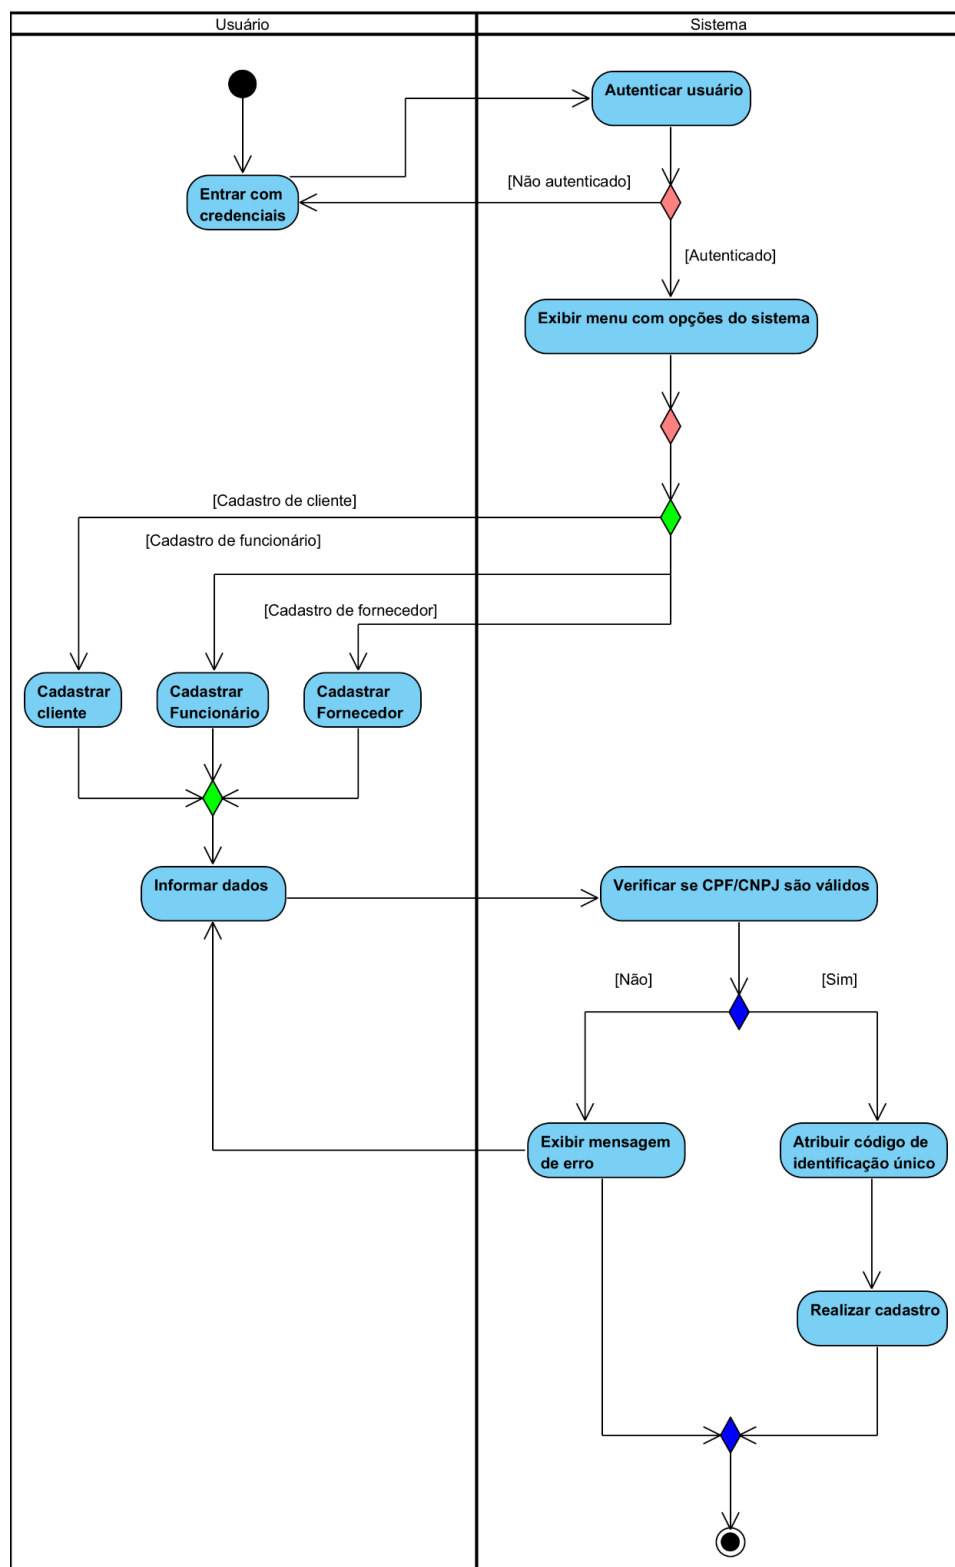 Usuário
Sistema
Autenticar usuário
[Não autenticado]
Entrar com
credenciais
[Autenticado]
Exibir menu com opções do sistema
[Cadastro de cliente]
[Cadastro de funcionário]
[Cadastro de fornecedor]
Cadastrar
cliente
Cadastrar
Funcionário
Cadastrar
Fornecedor
Informar dados
Verificar se CPF/CNPJ são válidos
[Não]
[Sim]
Exibir mensagem
de erro
Atribuir código de
identificação único
Realizar cadastro